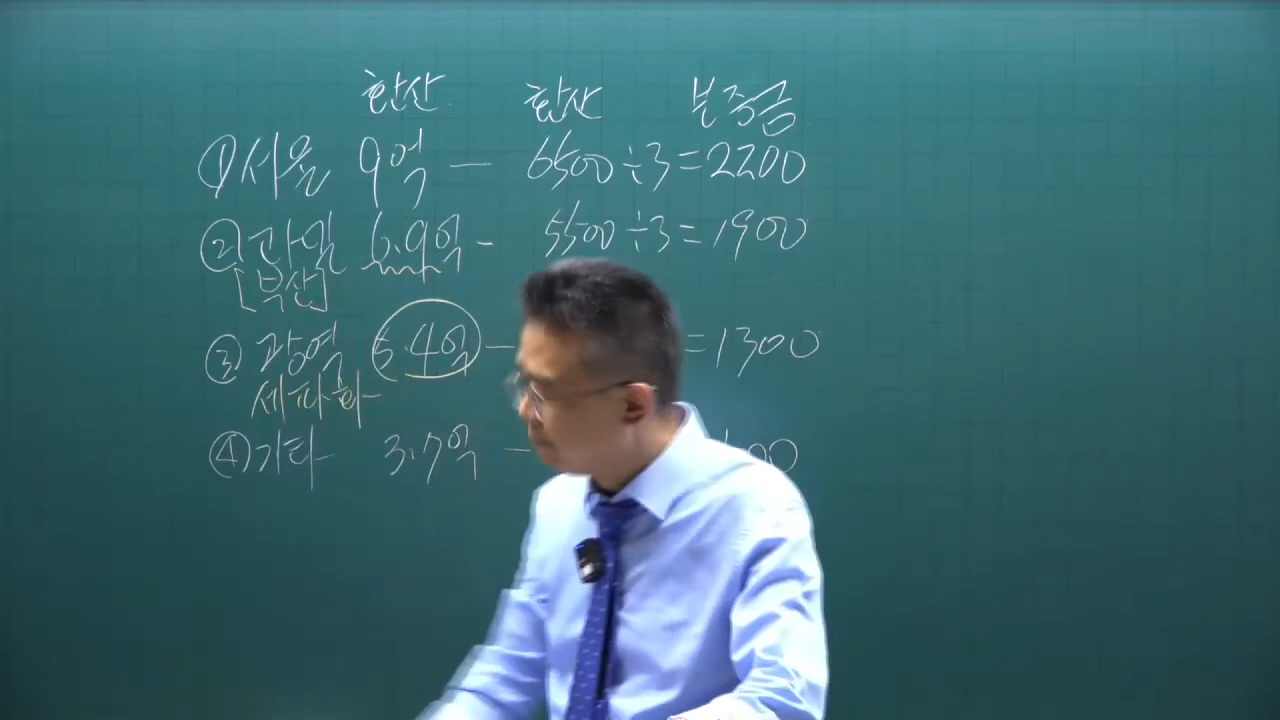 환산 환산 보증금
①서울 9억 - 6500÷3=2200
②과밀 6.9억 - 5500÷3=1900
[부산]
③ 광역 5.4억 - =1300
세파화
④기타 3.7억 - 00